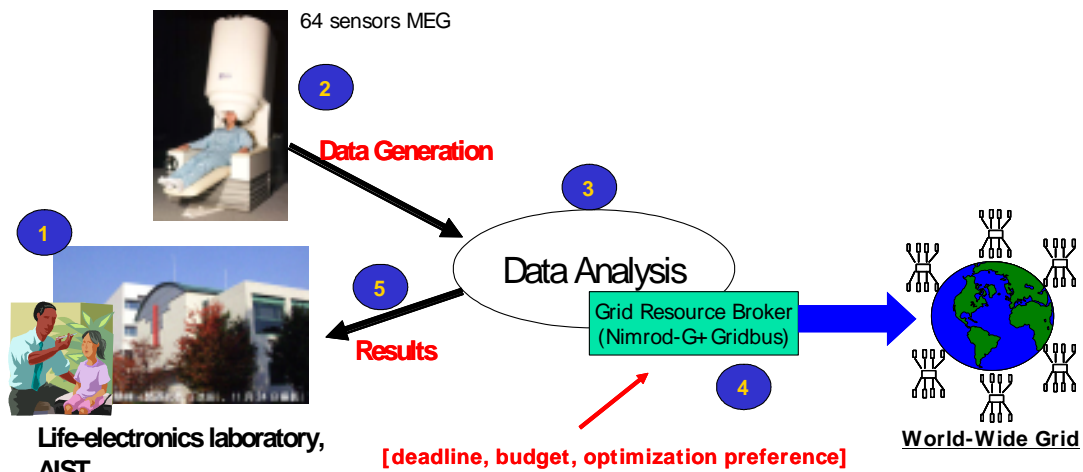 64 sensors MEG
2
Data Generation
3
1
Data Analysis
5
Grid Resource Broker
(Nimrod-G+Gridbus)
Results
4
Life-electronics laboratory,
AIST
[deadline, budget, optimization preference]
World-Wide Grid